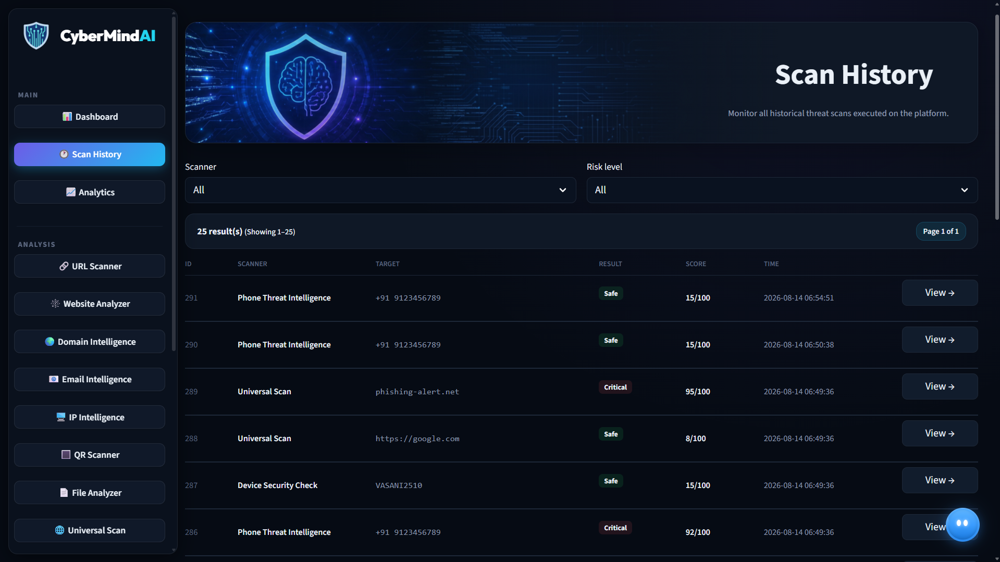 CyberMindAI
MAIN
Dashboard
Scan History
Analytics
ANALYSIS
URL Scanner
Website Analyzer
Domain Intelligence
Email Intelligence
IP Intelligence
QR Scanner
File Analyzer
Universal Scan
Scan History
Monitor all historical threat scans executed on the platform.
Scanner
All
Risk level
All
25 result(s) (Showing 1–25)
Page 1 of 1
ID SCANNER TARGET RESULT SCORE TIME
291 Phone Threat Intelligence +91 9123456789 Safe 15/100 2026-08-14 06:54:51 View →
290 Phone Threat Intelligence +91 9123456789 Safe 15/100 2026-08-14 06:50:38 View →
289 Universal Scan phishing-alert.net Critical 95/100 2026-08-14 06:49:36 View →
288 Universal Scan https://google.com Safe 8/100 2026-08-14 06:49:36 View →
287 Device Security Check VASANI2510 Safe 15/100 2026-08-14 06:49:36 View →
286 Phone Threat Intelligence +91 9123456789 Critical 92/100 2026-08-14 06:49:36 View